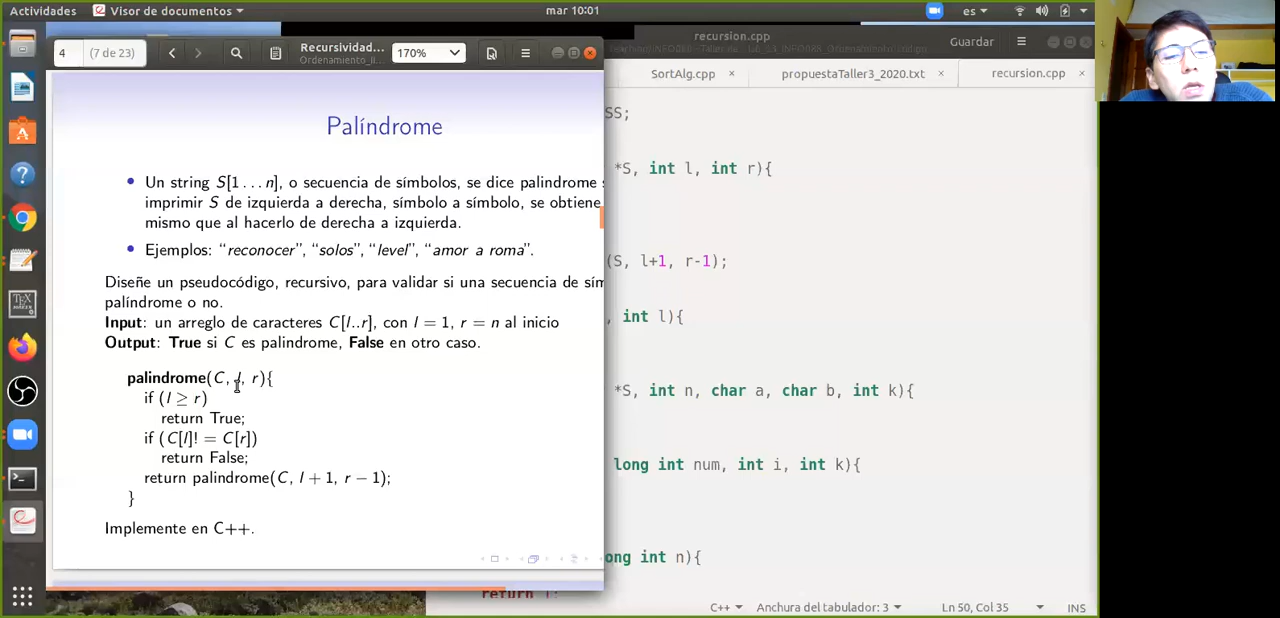 Actividades
Visor de documentos
mar 10:01
es
4
(7 de 23)
Recursividad…
170%
recursion.cpp
Guardar
SortAlg.cpp
propuestaTaller3_2020.txt
recursion.cpp
Palíndrome
Un string S[1 . . . n], o secuencia de símbolos, se dice palindrome s
imprimir S de izquierda a derecha, símbolo a símbolo, se obtiene
mismo que al hacerlo de derecha a izquierda.
Ejemplos: “reconocer”, “solos”, “level”, “amor a roma”.
Diseñe un pseudocódigo, recursivo, para validar si una secuencia de sím
palíndrome o no.
Input: un arreglo de caracteres C[l..r], con l = 1, r = n al inicio
Output: True si C es palindrome, False en otro caso.
palindrome(C, l, r){
if (l ≥ r)
return True;
if (C[l]! = C[r])
return False;
return palindrome(C, l + 1, r − 1);
}
Implemente en C++.
SS;
*S, int l, int r){
(S, l+1, r-1);
, int l){
*S, int n, char a, char b, int k){
long int num, int i, int k){
ong int n){
return
C++
Anchura del tabulador: 3
Ln 50, Col 35
INS